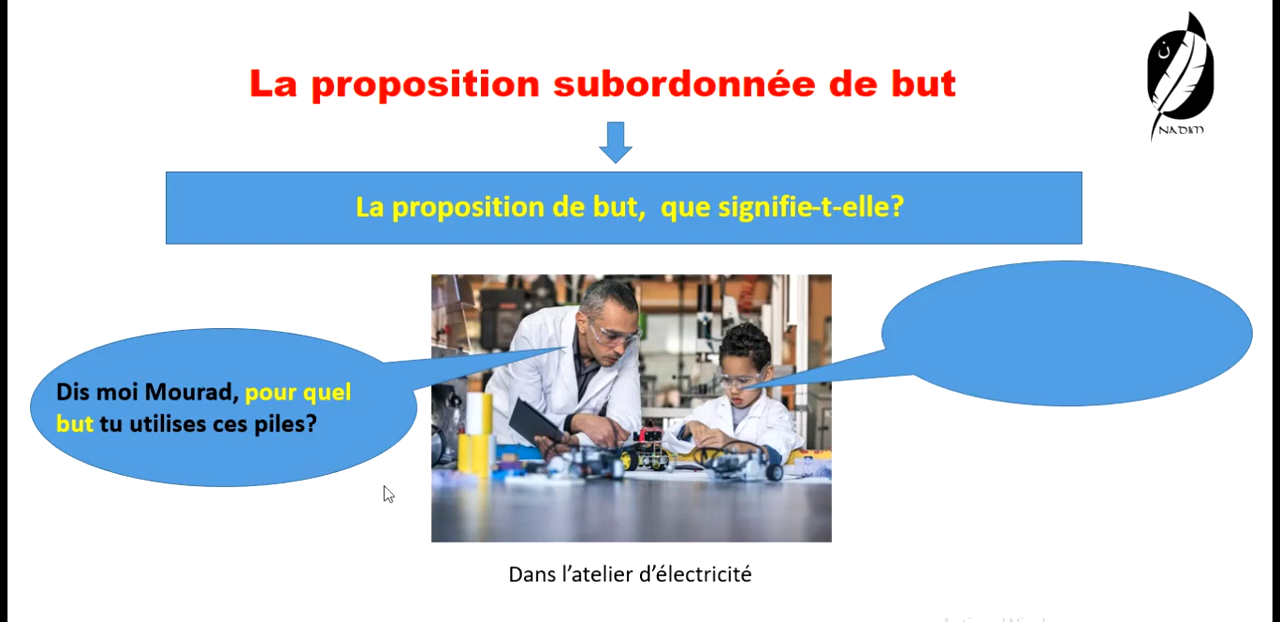 La proposition subordonnée de but
NADIM
La proposition de but, que signifie-t-elle?
Dis moi Mourad, pour quel
but tu utilises ces piles?
Dans l’atelier d’électricité